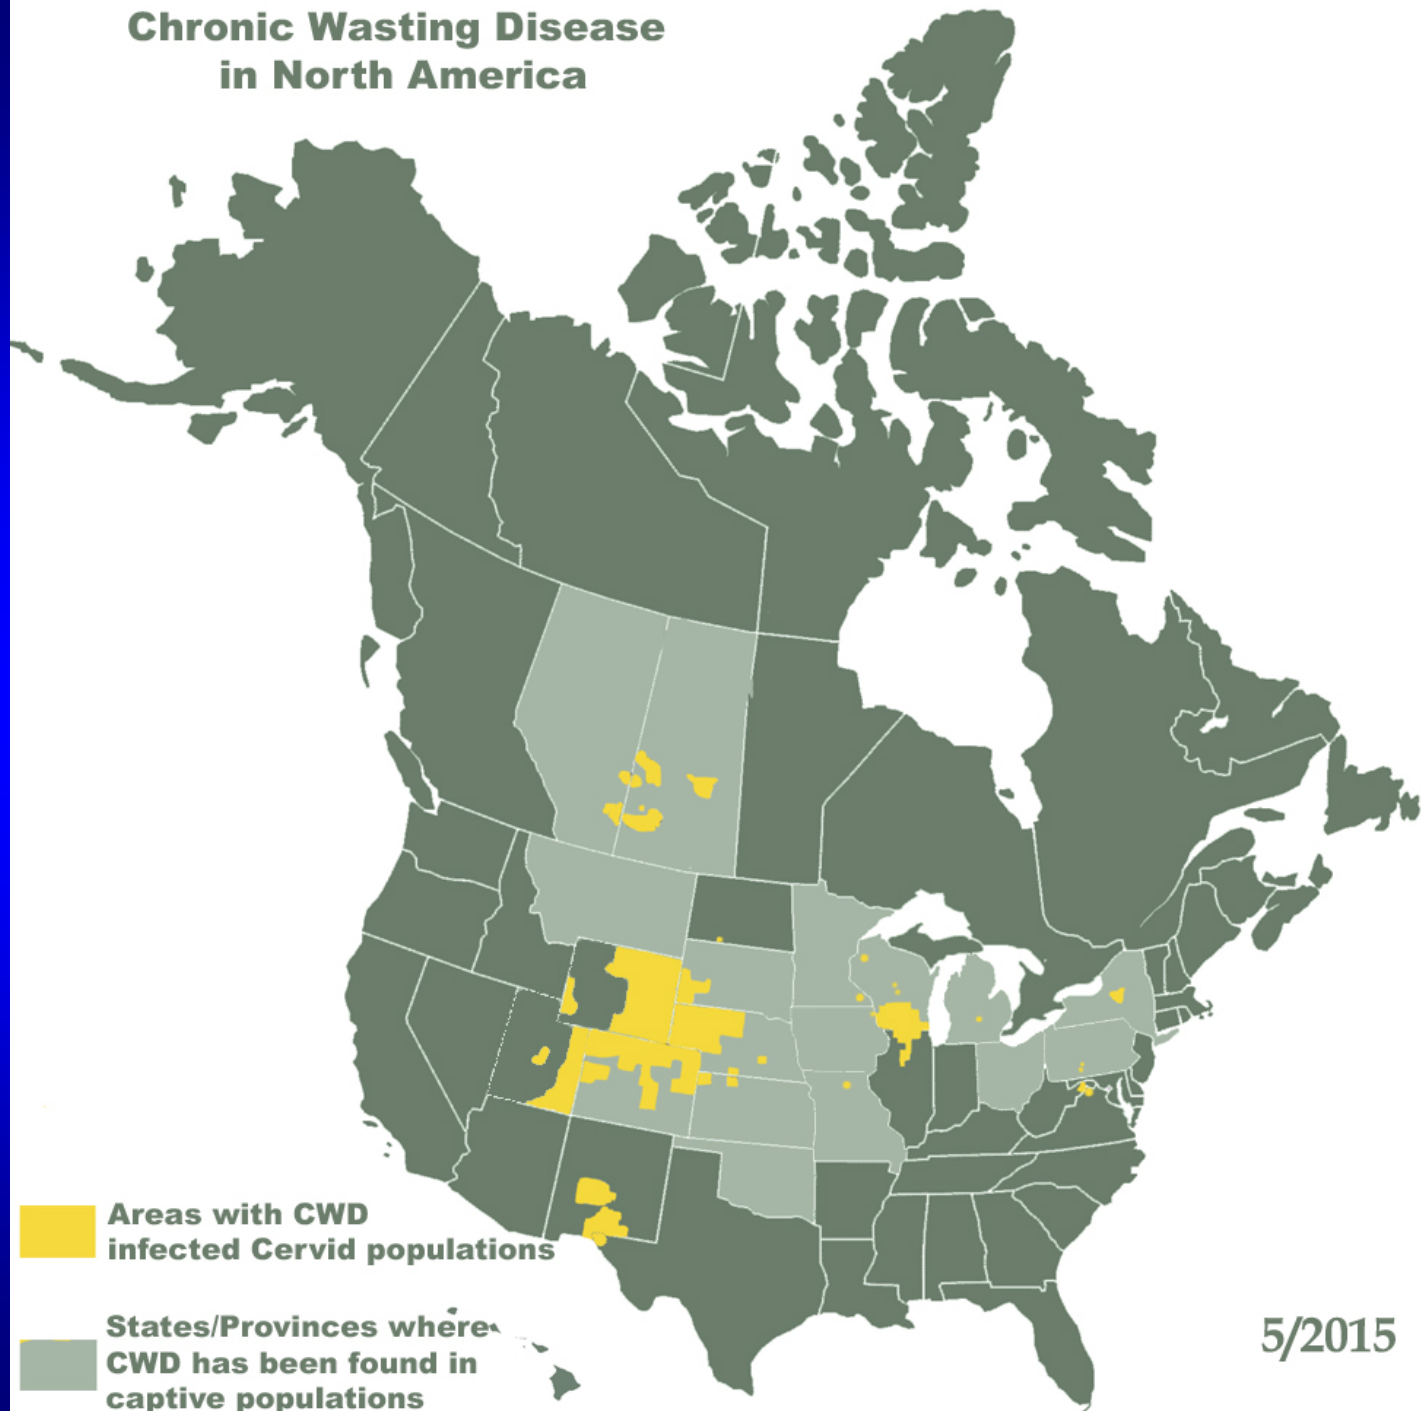 Chronic Wasting Disease
in North America
Areas with CWD
infected Cervid populations
States/Provinces where
CWD has been found in
captive populations
5/2015